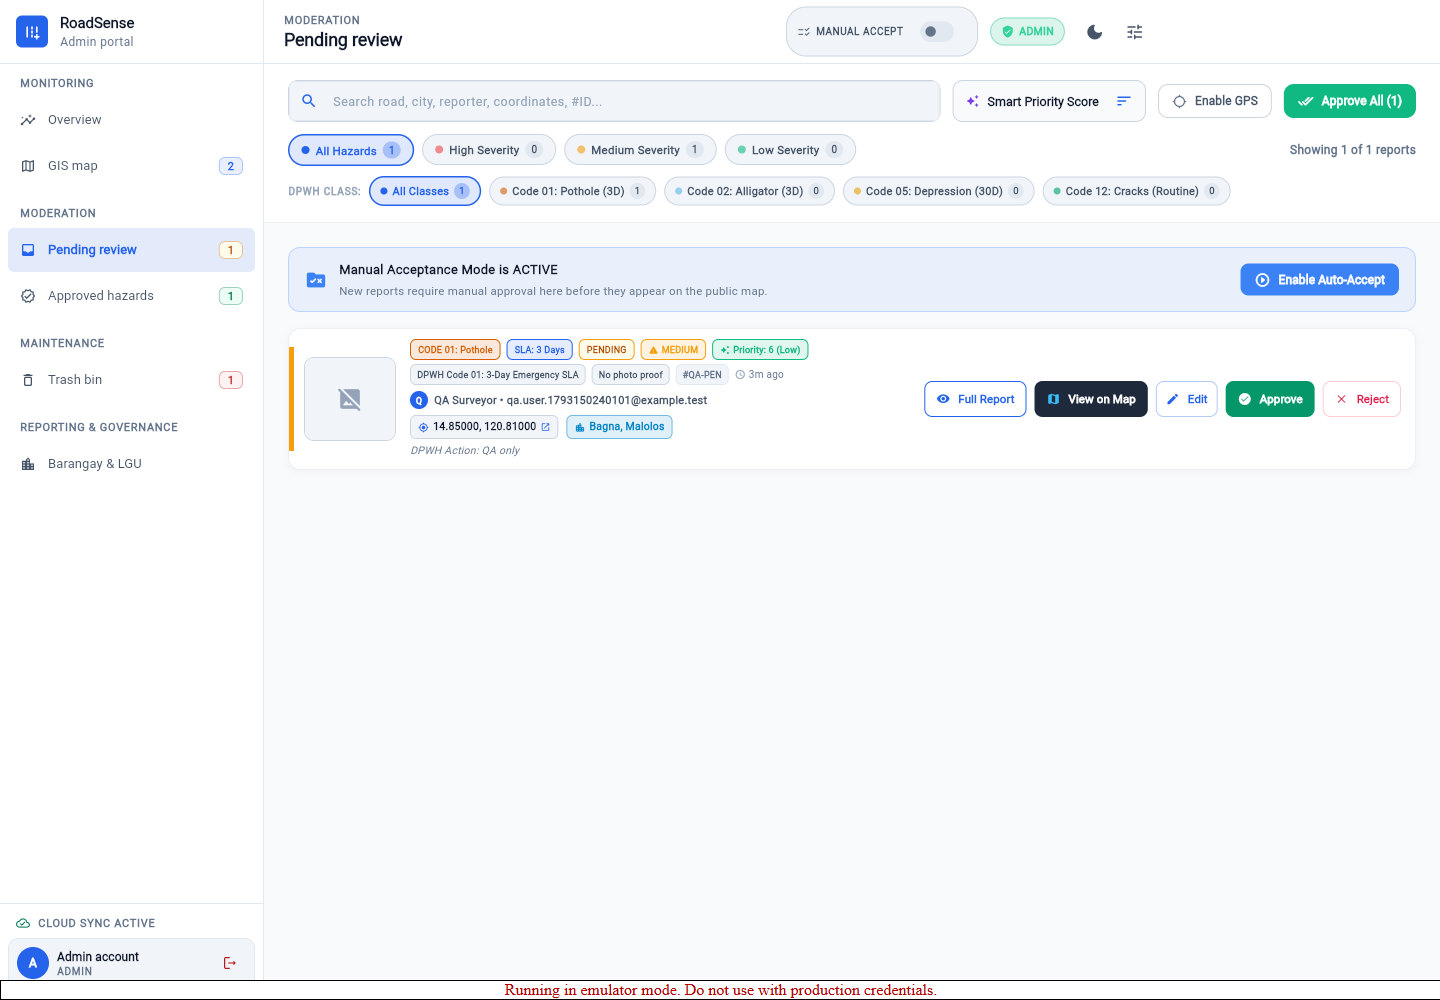 RoadSense
Admin portal
MONITORING
Overview
GIS map 2
MODERATION
Pending review 1
Approved hazards 1
MAINTENANCE
Trash bin 1
REPORTING & GOVERNANCE
Barangay & LGU
CLOUD SYNC ACTIVE
A Admin account
ADMIN
MODERATION
Pending review
MANUAL ACCEPT
ADMIN
Search road, city, reporter, coordinates, #ID...
Smart Priority Score
Enable GPS
Approve All (1)
All Hazards 1
High Severity 0
Medium Severity 1
Low Severity 0
Showing 1 of 1 reports
DPWH CLASS:
All Classes 1
Code 01: Pothole (3D) 1
Code 02: Alligator (3D) 0
Code 05: Depression (30D) 0
Code 12: Cracks (Routine) 0
Manual Acceptance Mode is ACTIVE
New reports require manual approval here before they appear on the public map.
Enable Auto-Accept
CODE 01: Pothole SLA: 3 Days PENDING MEDIUM Priority: 6 (Low)
DPWH Code 01: 3-Day Emergency SLA No photo proof #QA-PEN 3m ago
Q QA Surveyor • qa.user.1793150240101@example.test
14.85000, 120.81000 Bagna, Malolos
DPWH Action: QA only
Full Report
View on Map
Edit
Approve
Reject
Running in emulator mode. Do not use with production credentials.